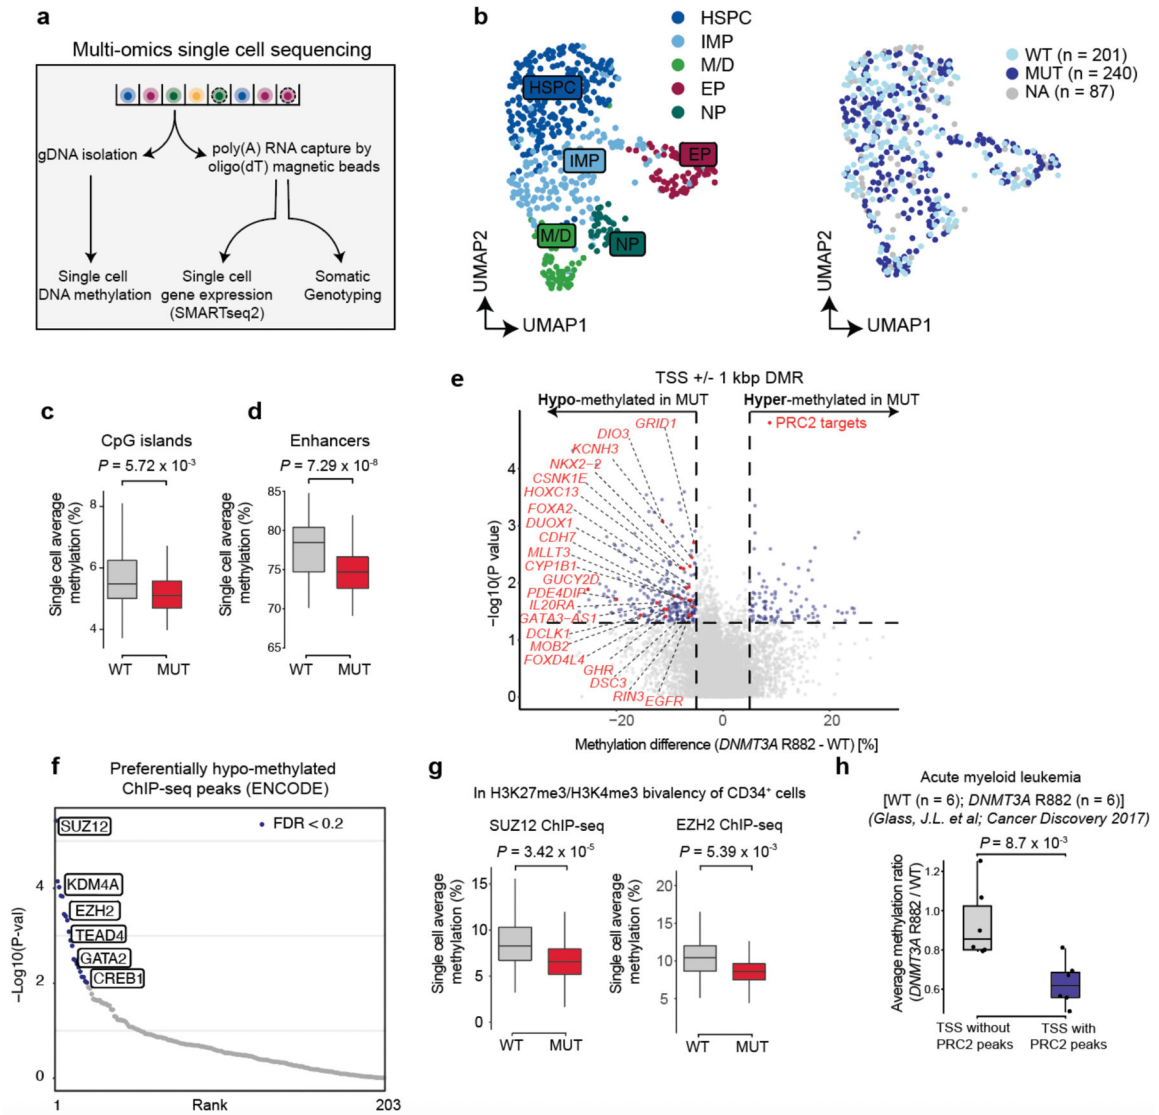 a
Multi-omics single cell sequencing
gDNA isolation
poly(A) RNA capture by
oligo(dT) magnetic beads
Single cell
DNA methylation
Single cell
gene expression
(SMARTseq2)
Somatic
Genotyping
b
HSPC
IMP
M/D
EP
NP
HSPC
IMP
EP
M/D
NP
UMAP2
UMAP1
WT (n = 201)
MUT (n = 240)
NA (n = 87)
UMAP2
UMAP1
c
CpG islands
P = 5.72 x 10-3
Single cell average
methylation (%)
8
6
4
WT
MUT
d
Enhancers
P = 7.29 x 10-8
Single cell average
methylation (%)
85
80
75
70
65
WT
MUT
e
TSS +/- 1 kbp DMR
Hypo-methylated in MUT
Hyper-methylated in MUT
PRC2 targets
GRID1
DIO3
KCNH3
NKX2-2
CSNK1E
HOXC13
FOXA2
DUOX1
CDH7
MLLT3
CYP1B1
GUCY2D
PDE4DIP
IL20RA
GATA3-AS1
DCLK1
MOB2
FOXD4L4
GHR
DSC3
RIN3
EGFR
−log10(P value)
4
3
2
1
0
−20
0
20
Methylation difference (DNMT3A R882 - WT) [%]
f
Preferentially hypo-methylated
ChIP-seq peaks (ENCODE)
FDR < 0.2
SUZ12
KDM4A
EZH2
TEAD4
GATA2
CREB1
−Log10(P-val)
4
2
0
1
Rank
203
g
In H3K27me3/H3K4me3 bivalency of CD34+ cells
SUZ12 ChIP-seq
P = 3.42 x 10-5
Single cell average
methylation (%)
15
10
5
0
WT
MUT
EZH2 ChIP-seq
P = 5.39 x 10-3
Single cell average
methylation (%)
20
15
10
5
WT
MUT
h
Acute myeloid leukemia
[WT (n = 6); DNMT3A R882 (n = 6)]
(Glass, J.L. et al; Cancer Discovery 2017)
P = 8.7 x 10-3
Average methylation ratio
(DNMT3A R882 / WT)
1.2
1.0
0.8
0.6
TSS without
PRC2 peaks
TSS with
PRC2 peaks